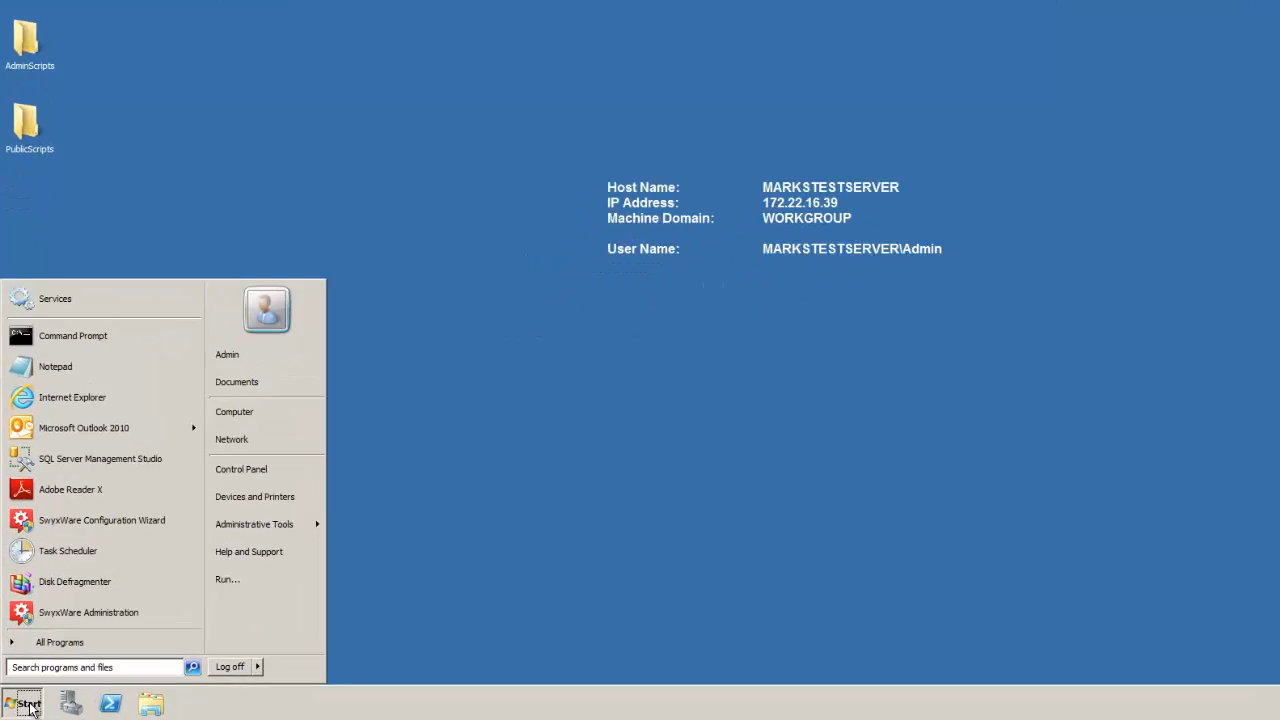 AdminScripts
PublicScripts
Host Name: MARKSTESTSERVER
IP Address: 172.22.16.39
Machine Domain: WORKGROUP
User Name: MARKSTESTSERVER\Admin
Services
Command Prompt
Notepad
Internet Explorer
Microsoft Outlook 2010
SQL Server Management Studio
Adobe Reader X
SwyxWare Configuration Wizard
Task Scheduler
Disk Defragmenter
SwyxWare Administration
All Programs
Search programs and files
Admin
Documents
Computer
Network
Control Panel
Devices and Printers
Administrative Tools
Help and Support
Run...
Log off
Start